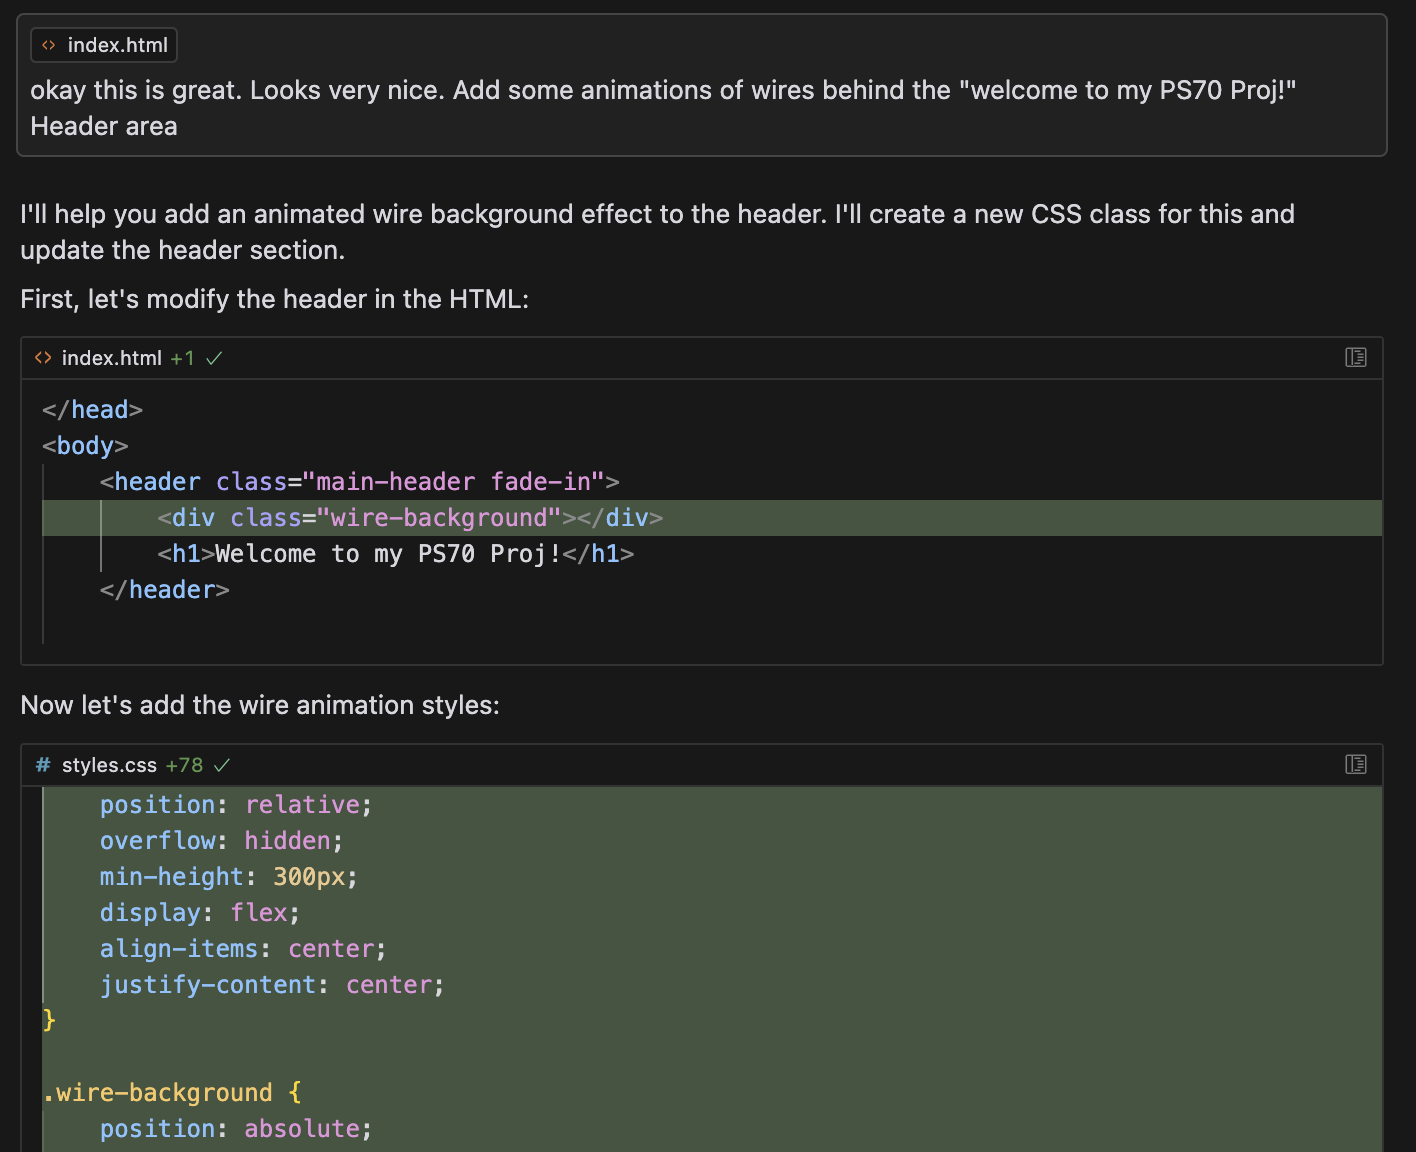 <> index.html
okay this is great. Looks very nice. Add some animations of wires behind the "welcome to my PS70 Proj!"
Header area
I'll help you add an animated wire background effect to the header. I'll create a new CSS class for this and
update the header section.
First, let's modify the header in the HTML:
<> index.html +1 ✓
</head>
<body>
    <header class="main-header fade-in">
        <div class="wire-background"></div>
        <h1>Welcome to my PS70 Proj!</h1>
    </header>
Now let's add the wire animation styles:
# styles.css +78 ✓
    position: relative;
    overflow: hidden;
    min-height: 300px;
    display: flex;
    align-items: center;
    justify-content: center;
}
.wire-background {
    position: absolute;